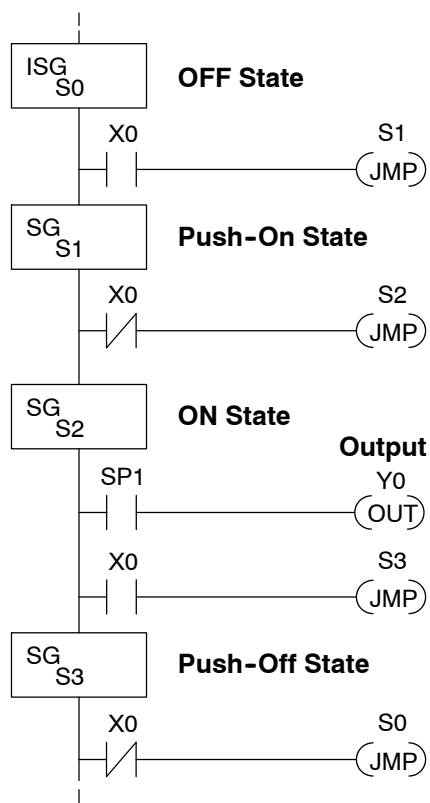 ISG
S0
OFF State
X0
S1
JMP
SG
S1
Push-On State
X0
S2
JMP
SG
S2
ON State
Output
SP1
Y0
OUT
X0
S3
JMP
SG
S3
Push-Off State
X0
S0
JMP